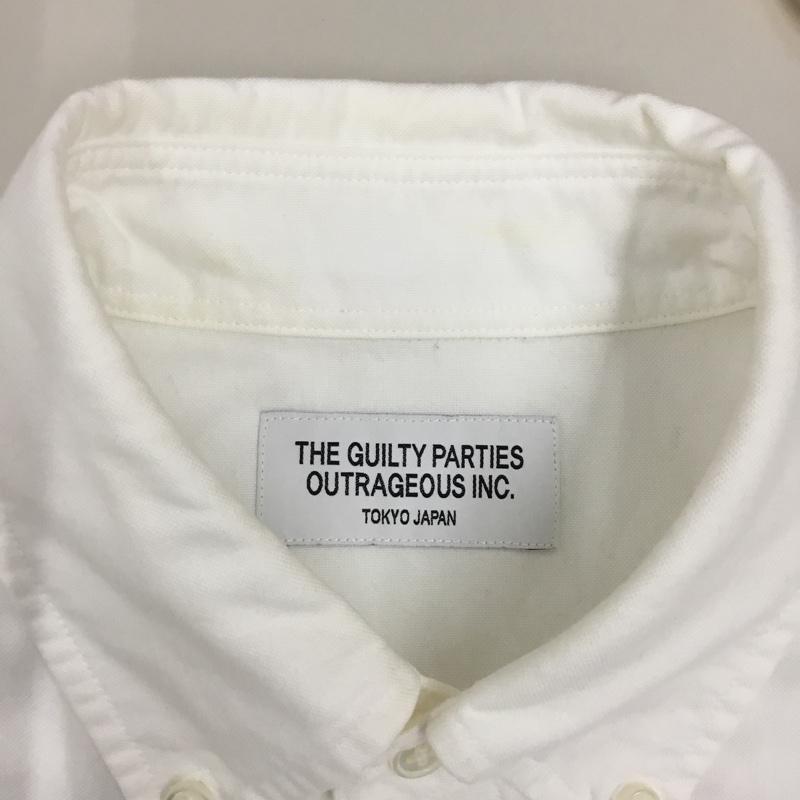 THE GUILTY PARTIES
OUTRAGEOUS INC.
TOKYO JAPAN